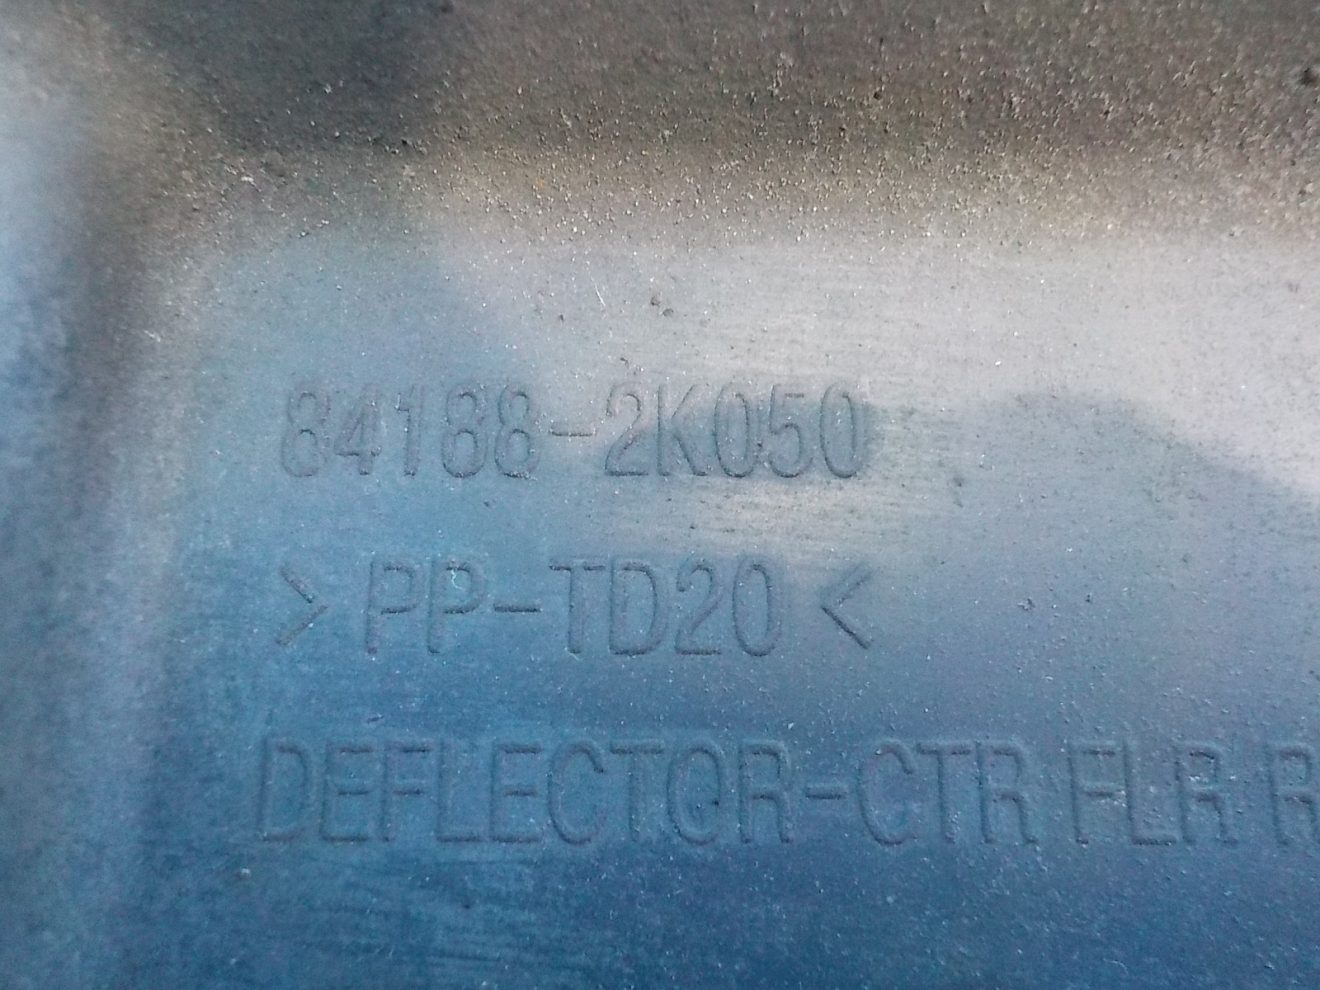 84188-2K050
>PP-TD20<
DEFLECTOR-CTR FLR R